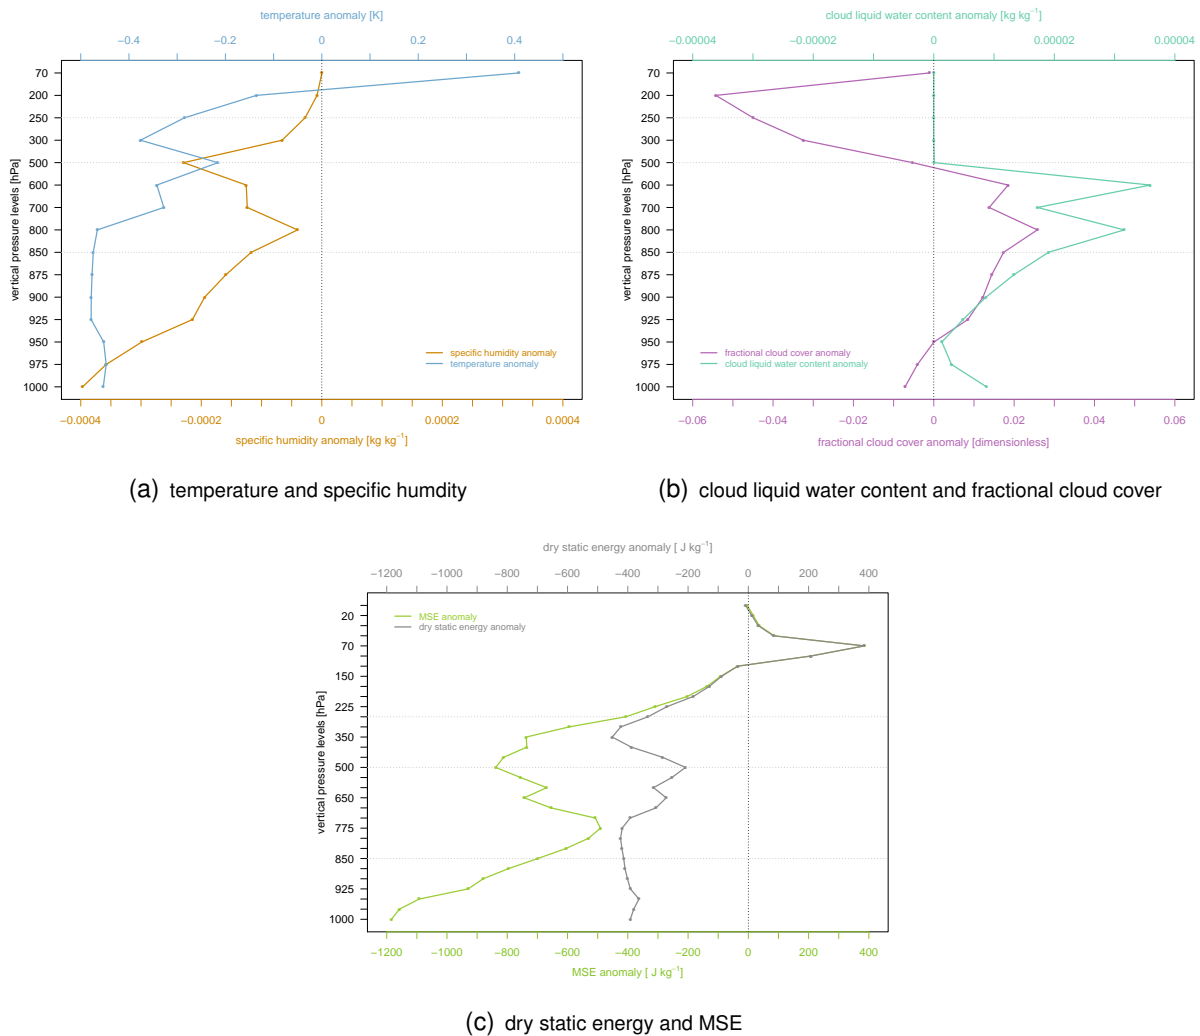 temperature anomaly [K]
−0.4 −0.2 0 0.2 0.4
70
200
250
300
500
600
700
800
850
875
900
925
950
975
1000
vertical pressure levels [hPa]
specific humidity anomaly
temperature anomaly
−0.0004 −0.0002 0 0.0002 0.0004
specific humidity anomaly [kg kg⁻¹]
(a) temperature and specific humdity
cloud liquid water content anomaly [kg kg⁻¹]
−0.00004 −0.00002 0 0.00002 0.00004
70
200
250
300
500
600
700
800
850
875
900
925
950
975
1000
vertical pressure levels [hPa]
fractional cloud cover anomaly
cloud liquid water content anomaly
−0.06 −0.04 −0.02 0 0.02 0.04 0.06
fractional cloud cover anomaly [dimensionless]
(b) cloud liquid water content and fractional cloud cover
dry static energy anomaly [ J kg⁻¹]
−1200 −1000 −800 −600 −400 −200 0 200 400
20
70
150
225
350
500
650
775
850
925
1000
vertical pressure levels [hPa]
MSE anomaly
dry static energy anomaly
−1200 −1000 −800 −600 −400 −200 0 200 400
MSE anomaly [ J kg⁻¹]
(c) dry static energy and MSE